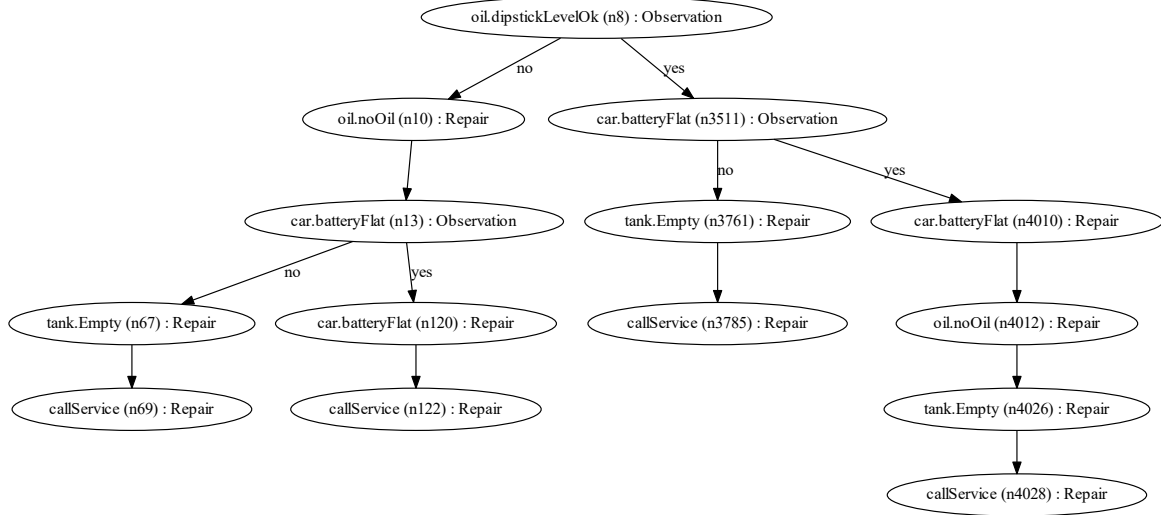 oil.dipstickLevelOk (n8) : Observation
no
yes
oil.noOil (n10) : Repair
car.batteryFlat (n3511) : Observation
no
yes
car.batteryFlat (n13) : Observation
tank.Empty (n3761) : Repair
car.batteryFlat (n4010) : Repair
no
yes
tank.Empty (n67) : Repair
car.batteryFlat (n120) : Repair
callService (n3785) : Repair
oil.noOil (n4012) : Repair
callService (n69) : Repair
callService (n122) : Repair
tank.Empty (n4026) : Repair
callService (n4028) : Repair